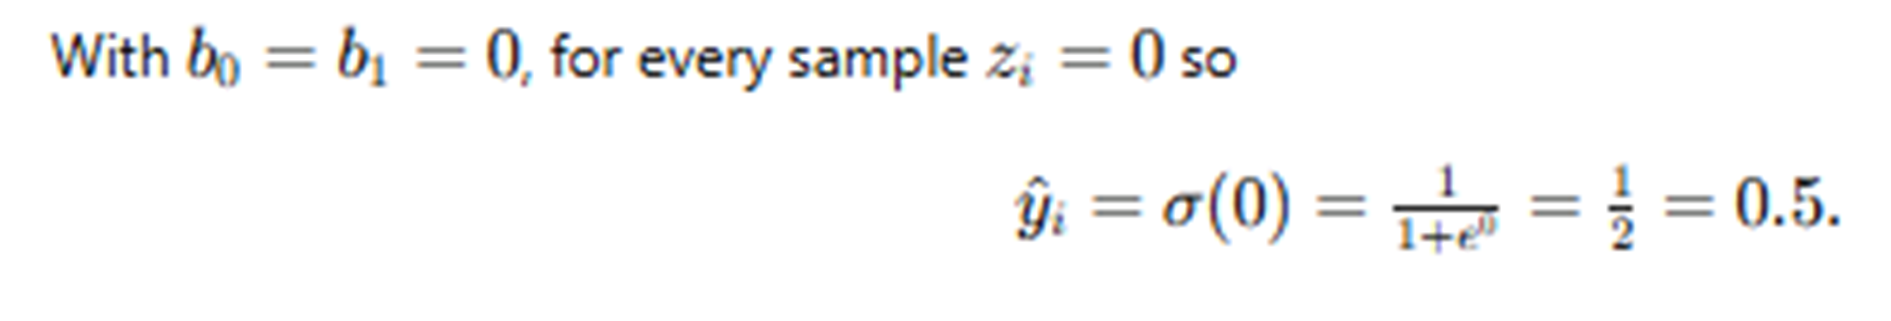 With b₀ = b₁ = 0, for every sample zᵢ = 0 so
ŷᵢ = σ(0) = 1/(1+e⁰) = 1/2 = 0.5.